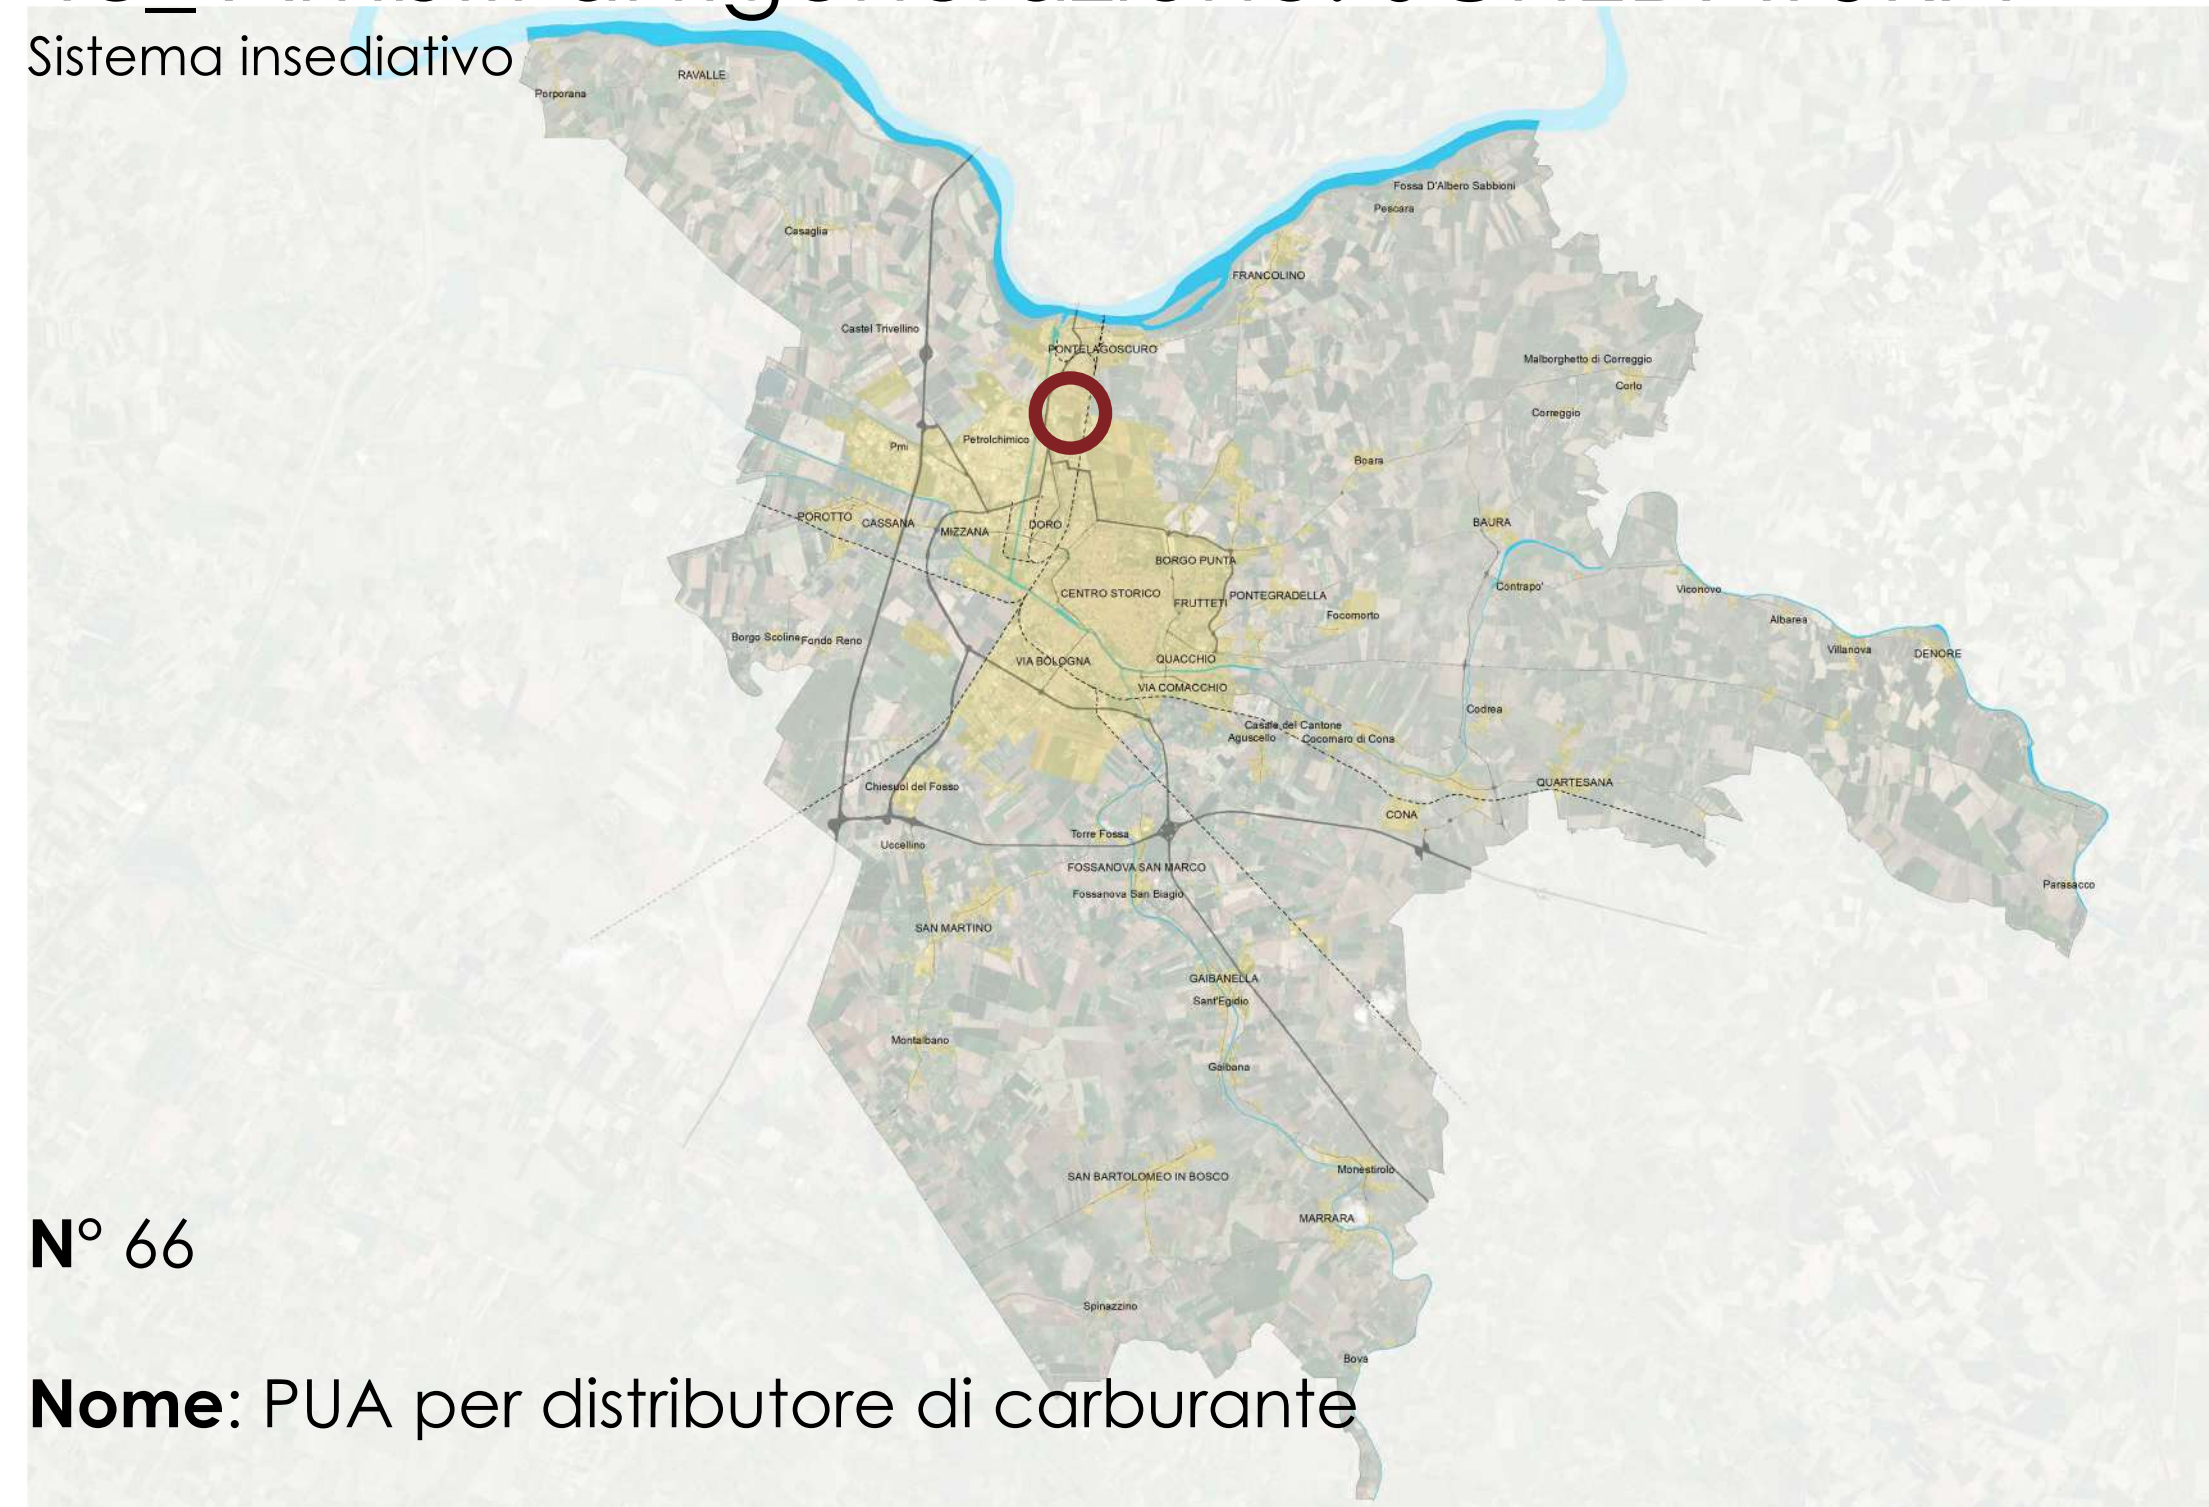 Sistema insediativo
RAVALLE
Porporana
Fossa D'Albero Sabbioni
Pescara
Casaglia
FRANCOLINO
Castel Trivellino
PONTELAGOSCURO
Malborghetto di Correggio
Corlo
Correggio
Petrolchimico
Pmi
Boara
POROTTO
CASSANA
MIZZANA
DORO
BAURA
BORGO PUNTA
CENTRO STORICO
FRUTTETI
PONTEGRADELLA
Contrapo'
Viconovo
Focomorto
Albarea
Borgo Scoline
Fondo Reno
Villanova
DENORE
VIA BOLOGNA
QUACCHIO
VIA COMACCHIO
Codrea
Casale del Cantone
Aguscello
Cocomaro di Cona
Chiesuol del Fosso
QUARTESANA
CONA
Torre Fossa
Uccellino
FOSSANOVA SAN MARCO
Fossanova San Biagio
Parasacco
SAN MARTINO
GAIBANELLA
Sant'Egidio
Montalbano
Gaibana
SAN BARTOLOMEO IN BOSCO
Monestirolo
MARRARA
N° 66
Spinazzino
Bova
Nome: PUA per distributore di carburante